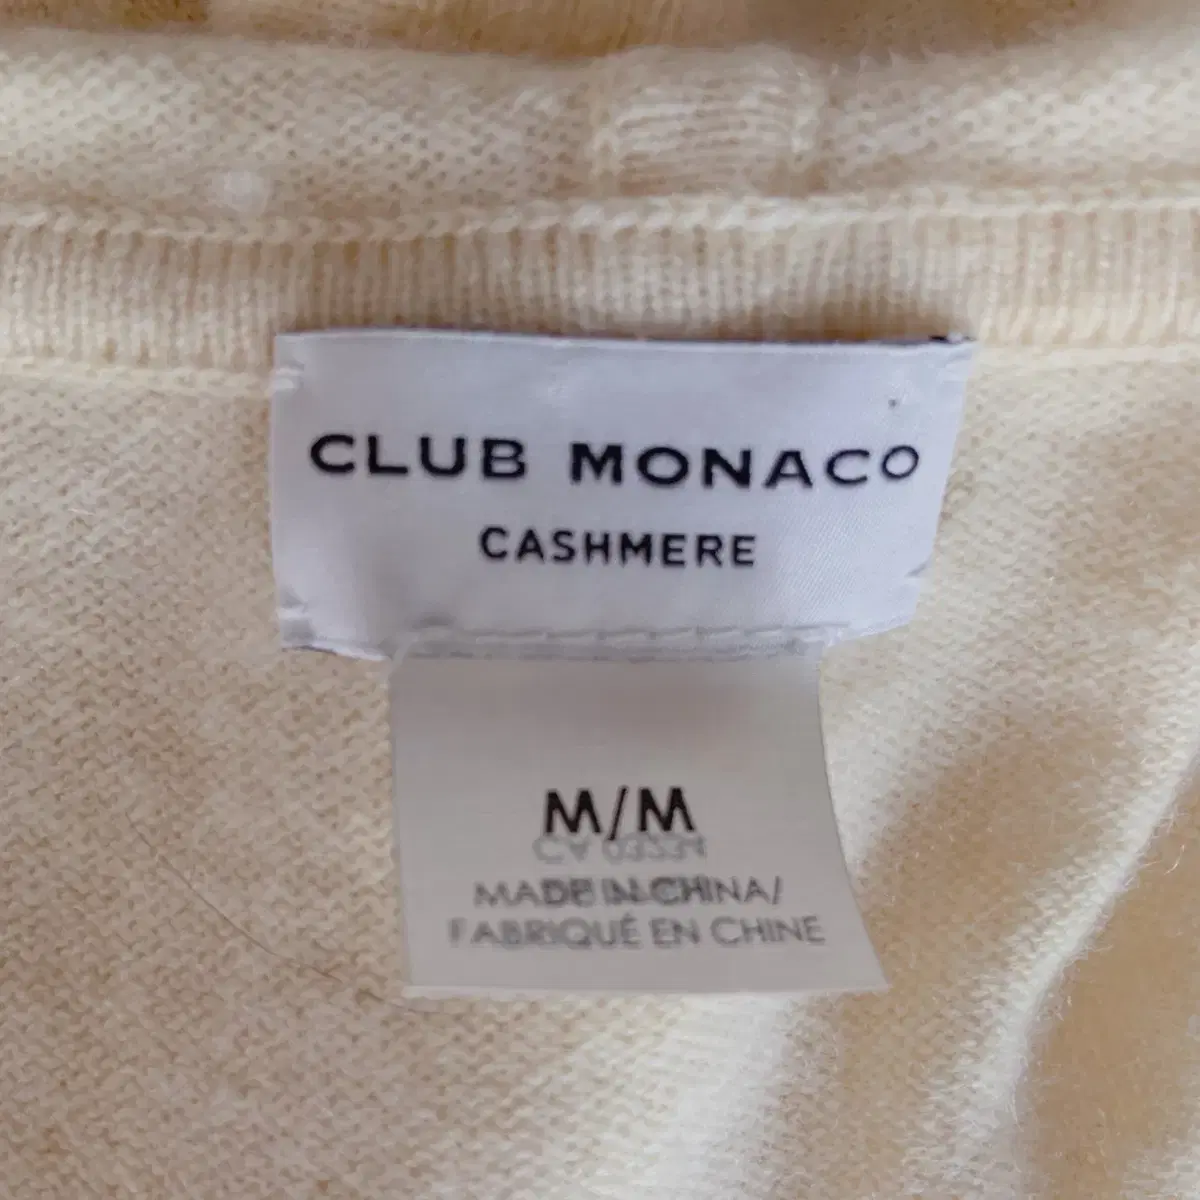 CLUB MONACO
CASHMERE
M/M
MADE IN CHINA/
FABRIQUÉ EN CHINE